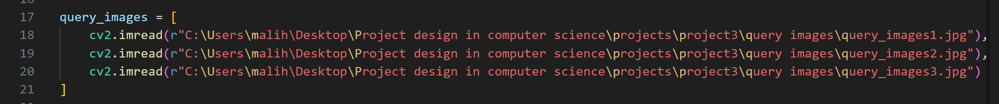 17 query_images = [
18 cv2.imread(r"C:\Users\malih\Desktop\Project design in computer science\projects\project3\query images\query_images1.jpg"),
19 cv2.imread(r"C:\Users\malih\Desktop\Project design in computer science\projects\project3\query images\query_images2.jpg"),
20 cv2.imread(r"C:\Users\malih\Desktop\Project design in computer science\projects\project3\query images\query_images3.jpg")
21 ]